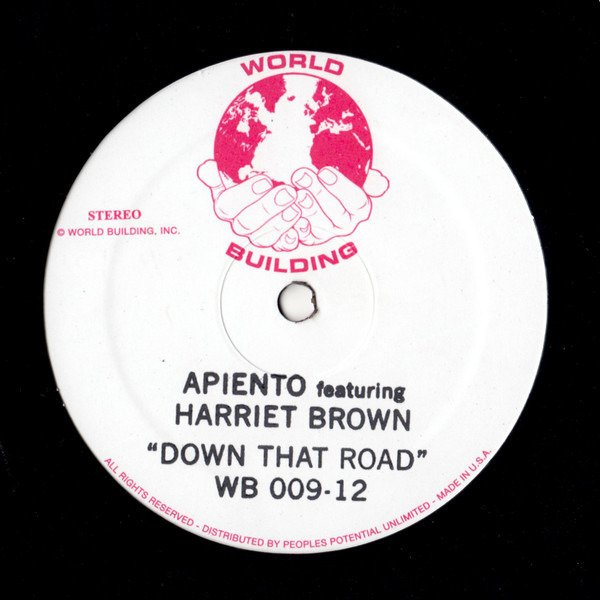 WORLD
BUILDING
STEREO
© WORLD BUILDING, INC.
APIENTO featuring
HARRIET BROWN
“DOWN THAT ROAD”
WB 009-12
ALL RIGHTS RESERVED - DISTRIBUTED BY PEOPLES POTENTIAL UNLIMITED - MADE IN U.S.A.